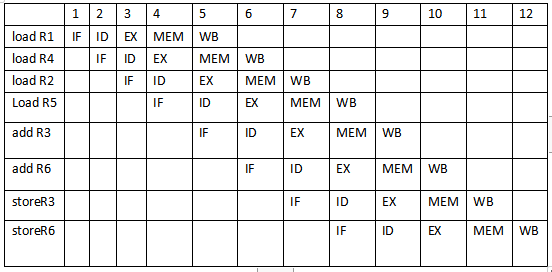 1 2 3 4 5 6 7 8 9 10 11 12
load R1 IF ID EX MEM WB
load R4 IF ID EX MEM WB
load R2 IF ID EX MEM WB
Load R5 IF ID EX MEM WB
add R3 IF ID EX MEM WB
add R6 IF ID EX MEM WB
storeR3 IF ID EX MEM WB
storeR6 IF ID EX MEM WB